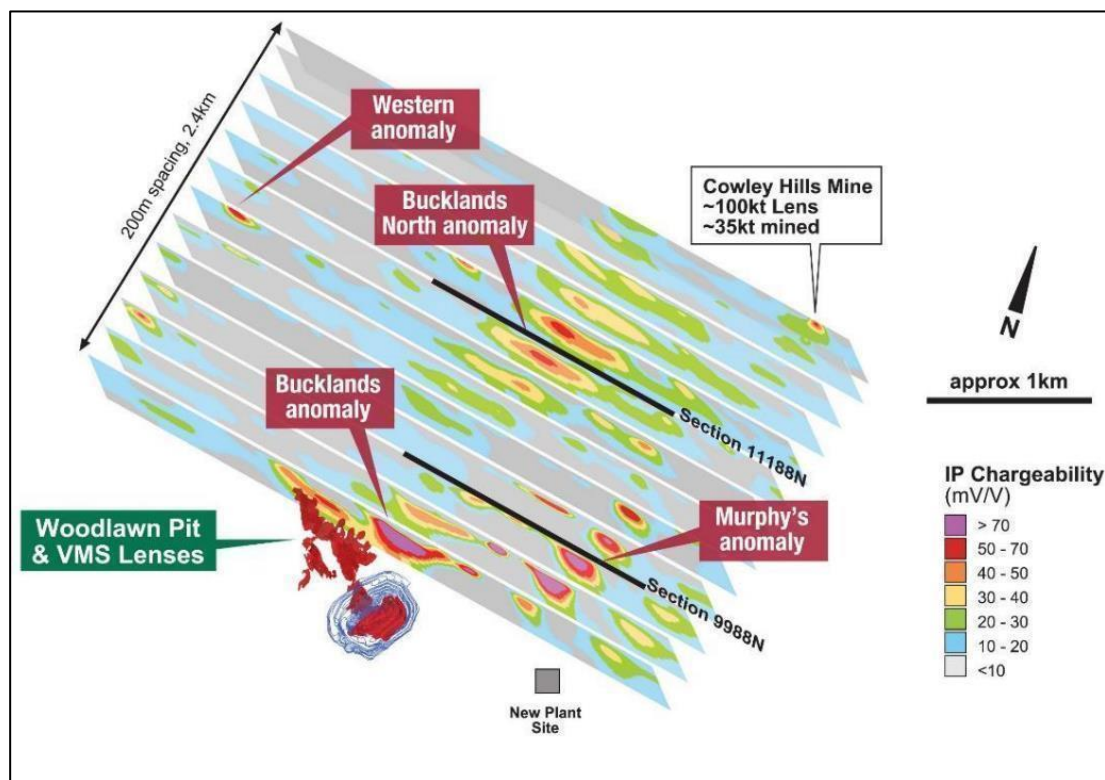 Western
anomaly
200m spacing, 2.4km
Bucklands
North anomaly
Cowley Hills Mine
~100kt Lens
~35kt mined
N
approx 1km
Bucklands
anomaly
Section 11188N
Woodlawn Pit
& VMS Lenses
Murphy's
anomaly
Section 9988N
IP Chargeability
(mV/V)
> 70
50 - 70
40 - 50
30 - 40
20 - 30
10 - 20
<10
New Plant
Site